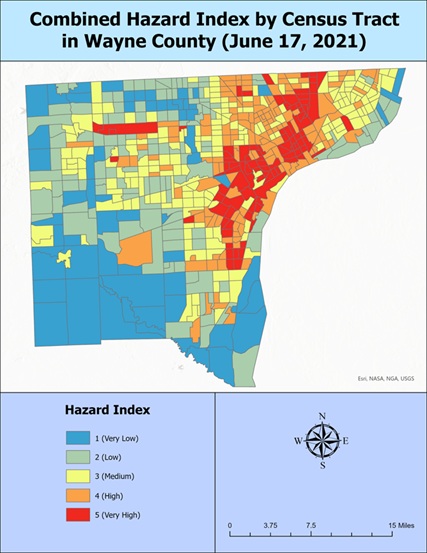 Combined Hazard Index by Census Tract
in Wayne County (June 17, 2021)
Esri, NASA, NGA, USGS
Hazard Index
1 (Very Low)
2 (Low)
3 (Medium)
4 (High)
5 (Very High)
N
W E
S
0 3.75 7.5 15 Miles